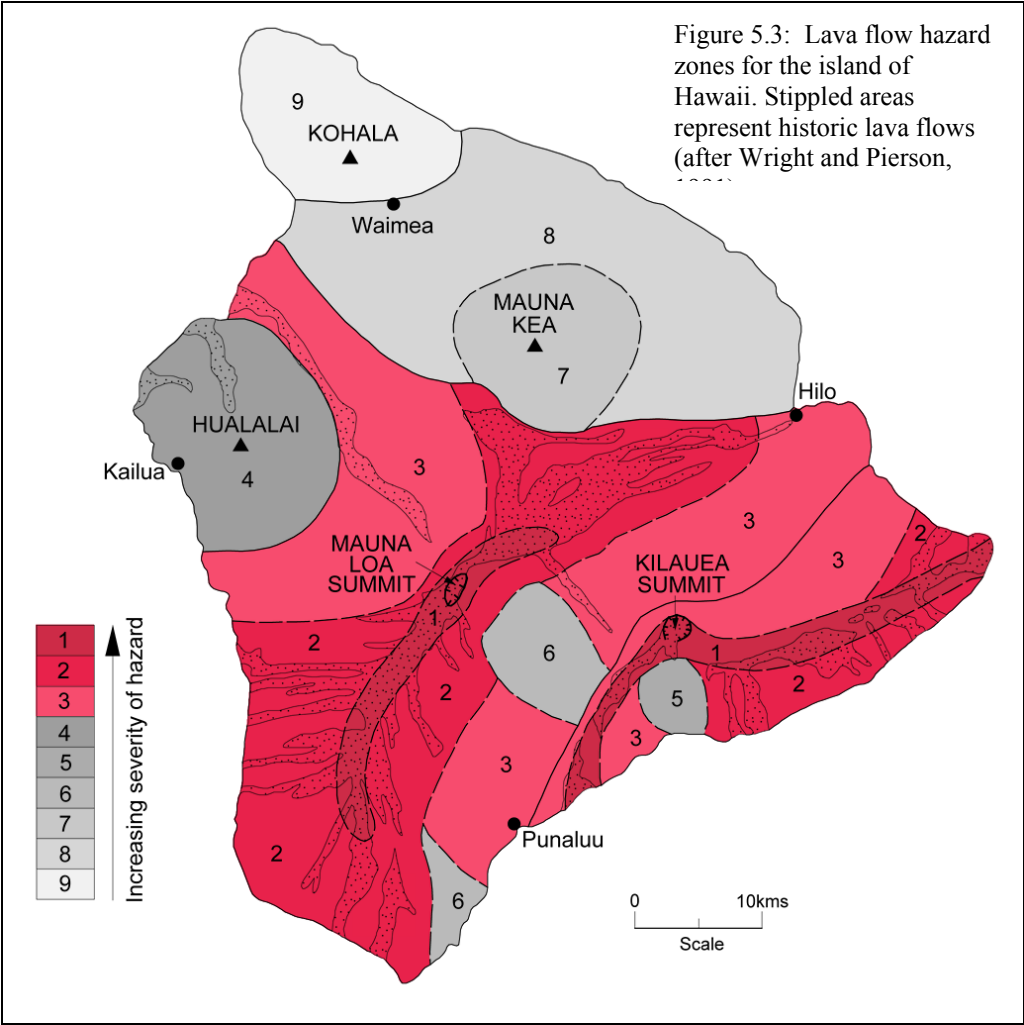 Figure 5.3: Lava flow hazard
zones for the island of
Hawaii. Stippled areas
represent historic lava flows
(after Wright and Pierson,
9
KOHALA
Waimea
8
MAUNA
KEA
7
Hilo
HUALALAI
Kailua
4
3
3
2
MAUNA
LOA
SUMMIT
KILAUEA
SUMMIT
3
1
2
6
1
2
5
2
3
3
Punaluu
2
6
1
2
3
4
5
6
7
8
9
Increasing severity of hazard
0 10kms
Scale